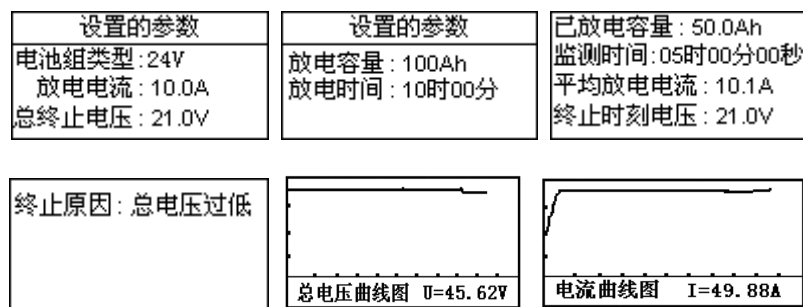 设置的参数
电池组类型:24V
放电电流：10.0A
总终止电压：21.0V
设置的参数
放电容量：100Ah
放电时间：10时00分
已放电容量：50.0Ah
监测时间:05时00分00秒
平均放电电流：10.1A
终止时刻电压：21.0V
终止原因：总电压过低
总电压曲线图 U=45.62V
电流曲线图 I=49.88A